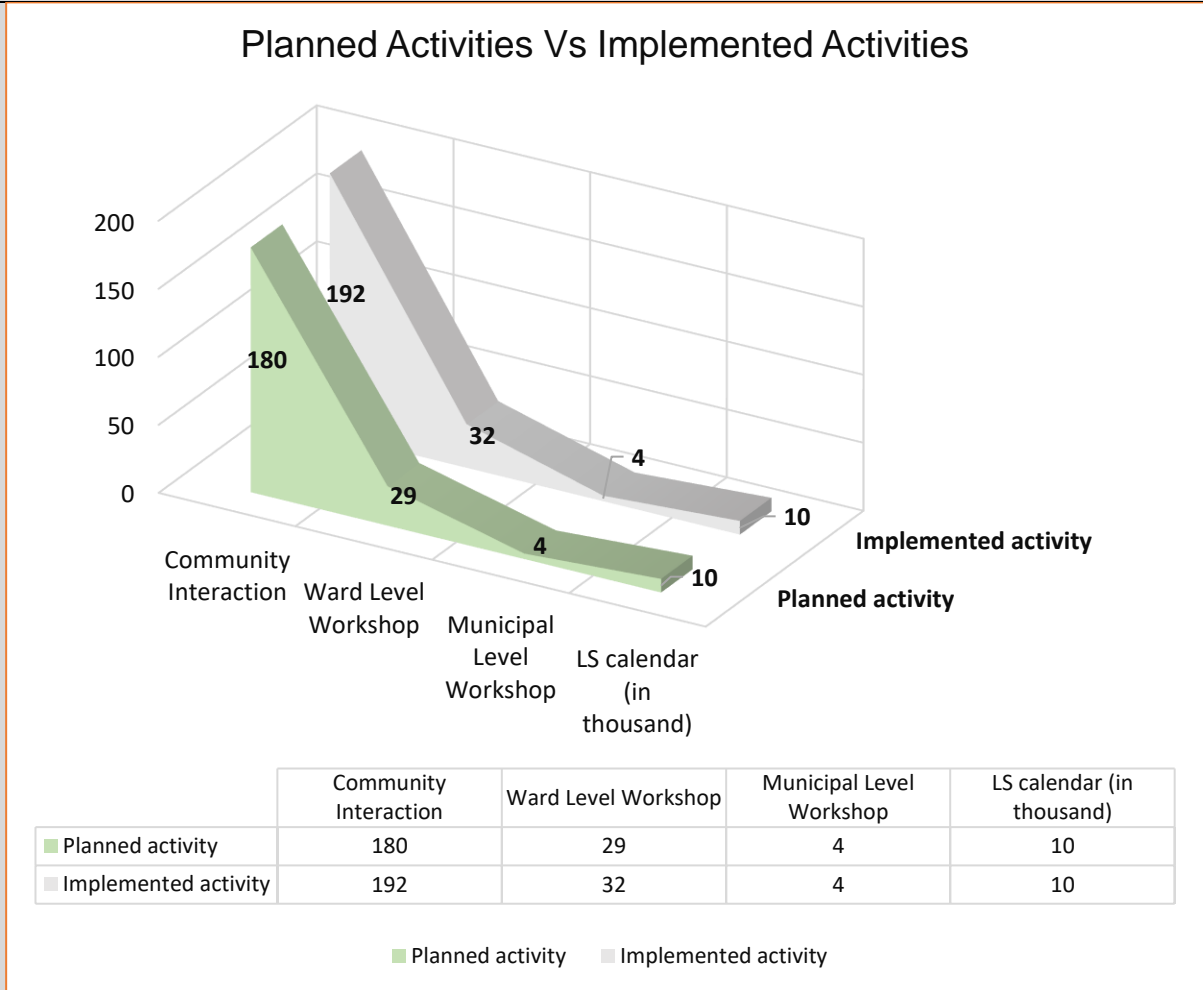 Planned Activities Vs Implemented Activities
200
150
100
50
0
192
180
32
29
4
4
10
10
Implemented activity
Planned activity
Community
Interaction
Ward Level
Workshop
Municipal
Level
Workshop
LS calendar
(in
thousand)
Community
Interaction
Ward Level Workshop
Municipal Level
Workshop
LS calendar (in
thousand)
Planned activity 180 29 4 10
Implemented activity 192 32 4 10
Planned activity Implemented activity